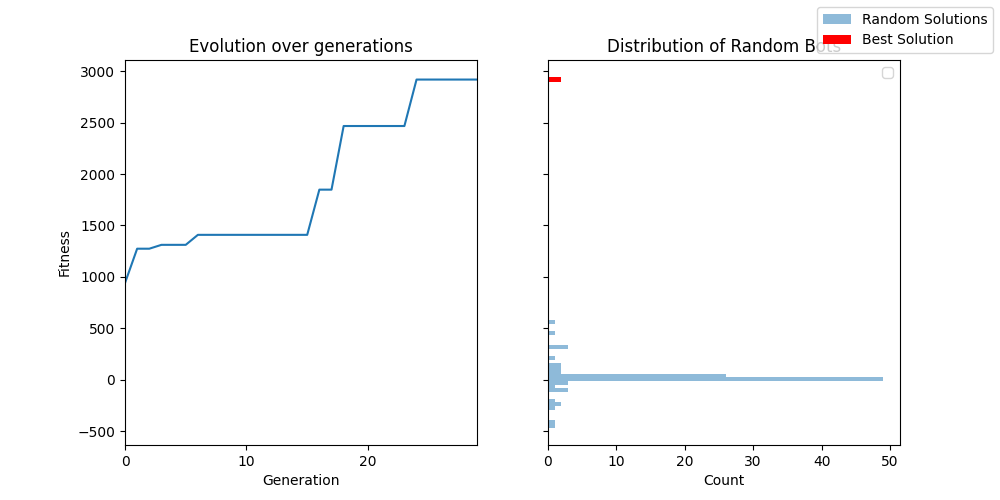 Random Solutions
Best Solution
Evolution over generations
Distribution of Random Bots
3000
2500
2000
1500
1000
500
0
−500
Fitness
0 10 20
Generation
0 10 20 30 40 50
Count